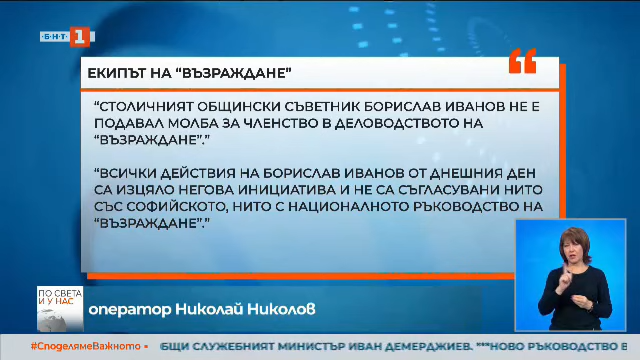 БНТ 1
ЕКИПЪТ НА “ВЪЗРАЖДАНЕ”
“СТОЛИЧНИЯТ ОБЩИНСКИ СЪВЕТНИК БОРИСЛАВ ИВАНОВ НЕ Е
ПОДАВАЛ МОЛБА ЗА ЧЛЕНСТВО В ДЕЛОВОДСТВОТО НА
“ВЪЗРАЖДАНЕ”.”
“ВСИЧКИ ДЕЙСТВИЯ НА БОРИСЛАВ ИВАНОВ ОТ ДНЕШНИЯ ДЕН
СА ИЗЦЯЛО НЕГОВА ИНИЦИАТИВА И НЕ СА СЪГЛАСУВАНИ НИТО
СЪС СОФИЙСКОТО, НИТО С НАЦИОНАЛНОТО РЪКОВОДСТВО НА
“ВЪЗРАЖДАНЕ”.”
ПО СВЕТА
И У НАС
оператор Николай Николов
#СподелямеВажното • БЩИ СЛУЖЕБНИЯТ МИНИСТЪР ИВАН ДЕМЕРДЖИЕВ. """НОВО РЪКОВОДСТВО В